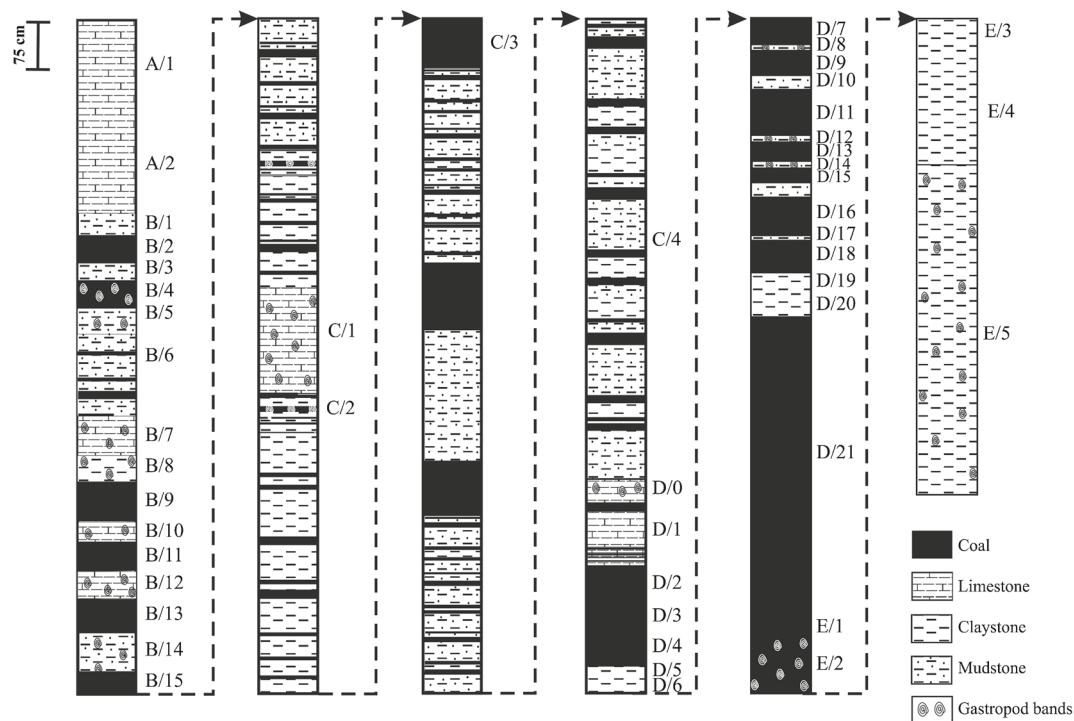 75 cm
A/1
A/2
B/1
B/2
B/3
B/4
B/5
B/6
B/7
B/8
B/9
B/10
B/11
B/12
B/13
B/14
B/15
C/1
C/2
C/3
C/4
D/0
D/1
D/2
D/3
D/4
D/5
D/6
D/7
D/8
D/9
D/10
D/11
D/12
D/13
D/14
D/15
D/16
D/17
D/18
D/19
D/20
D/21
E/1
E/2
E/3
E/4
E/5
Coal
Limestone
Claystone
Mudstone
Gastropod bands